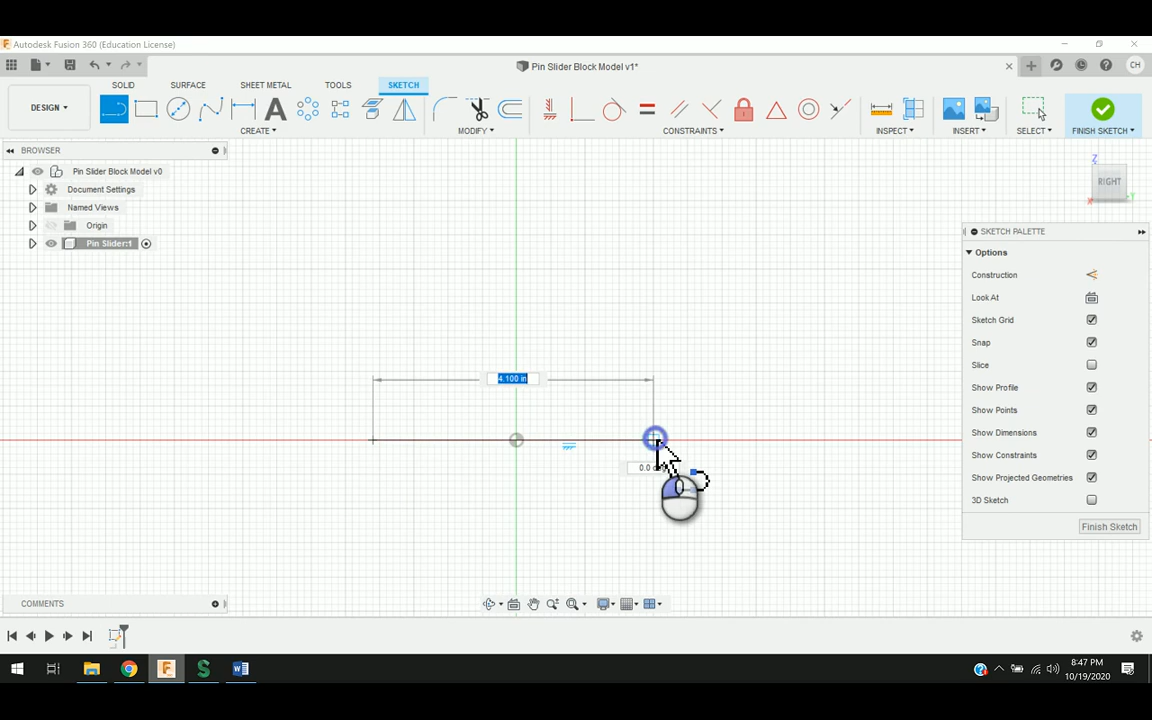 Autodesk Fusion 360 (Education License)
Pin Slider Block Model v1*
CH
DESIGN
SOLID
SURFACE
SHEET METAL
TOOLS
SKETCH
CREATE
MODIFY
CONSTRAINTS
INSPECT
INSERT
SELECT
FINISH SKETCH
BROWSER
Pin Slider Block Model v0
Document Settings
Named Views
Origin
Pin Slider:1
Z
RIGHT
X
Y
SKETCH PALETTE
Options
Construction
Look At
Sketch Grid
Snap
Slice
Show Profile
Show Points
Show Dimensions
Show Constraints
Show Projected Geometries
3D Sketch
Finish Sketch
4.100 in
0.0
COMMENTS
8:47 PM
10/19/2020